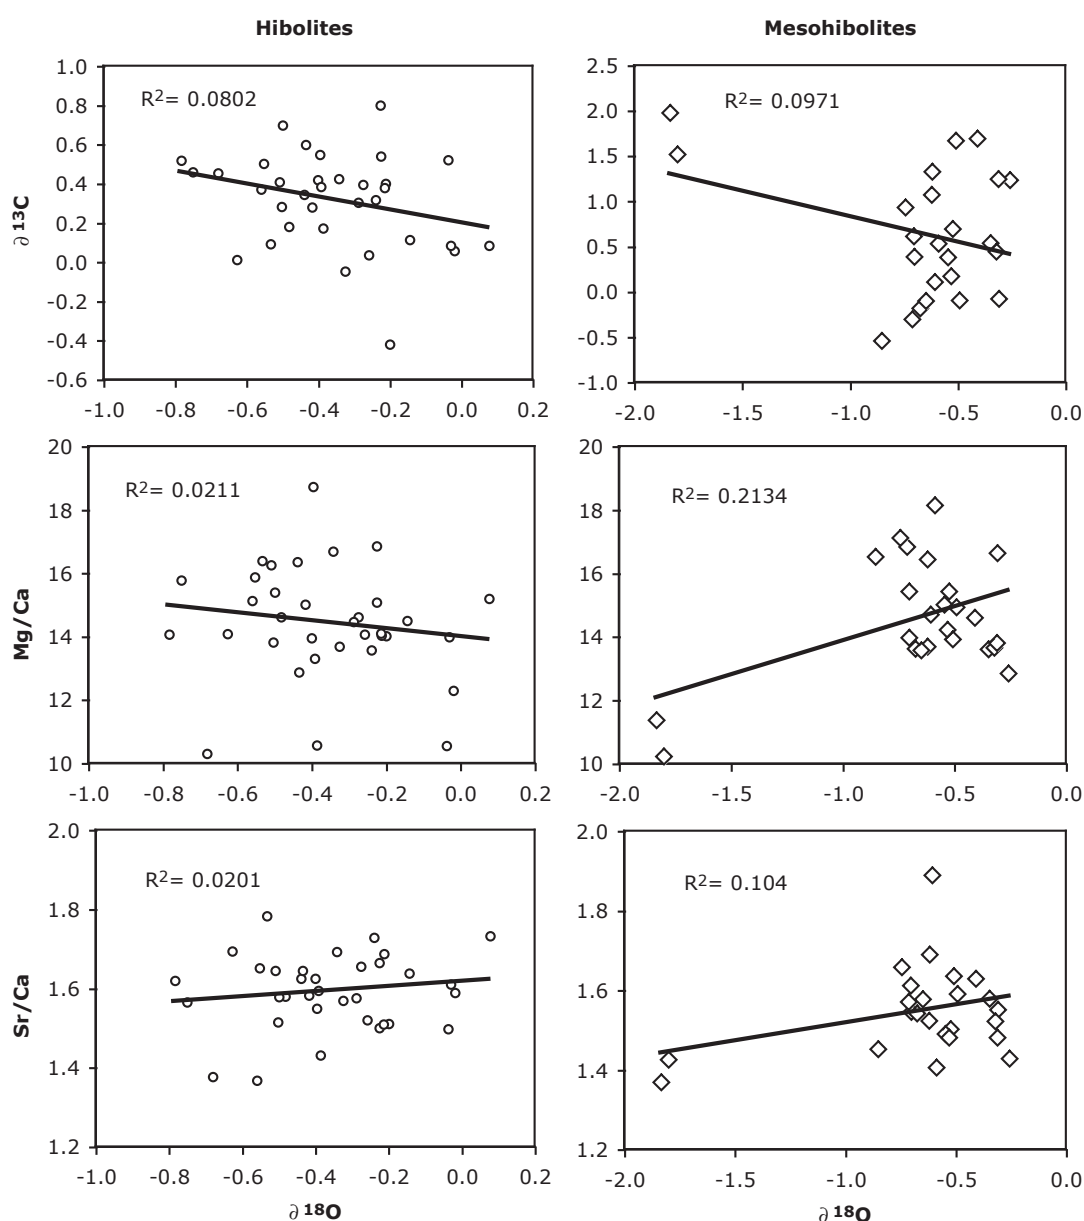 Hibolites
Mesohibolites
1.0
0.8
0.6
0.4
0.2
0.0
-0.2
-0.4
-0.6
∂ 13C
R2= 0.0802
-1.0 -0.8 -0.6 -0.4 -0.2 0.0 0.2
2.5
2.0
1.5
1.0
0.5
0.0
-0.5
-1.0
R2= 0.0971
-2.0 -1.5 -1.0 -0.5 0.0
20
18
16
14
12
10
Mg/Ca
R2= 0.0211
-1.0 -0.8 -0.6 -0.4 -0.2 0.0 0.2
20
18
16
14
12
10
R2= 0.2134
-2.0 -1.5 -1.0 -0.5 0.0
2.0
1.8
1.6
1.4
1.2
Sr/Ca
R2= 0.0201
-1.0 -0.8 -0.6 -0.4 -0.2 0.0 0.2
∂ 18O
2.0
1.8
1.6
1.4
1.2
R2= 0.104
-2.0 -1.5 -1.0 -0.5 0.0
∂ 18O